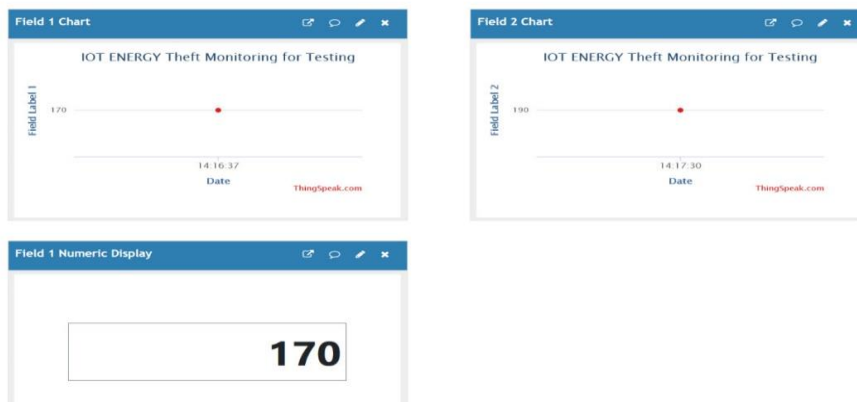 Field 1 Chart
IOT ENERGY Theft Monitoring for Testing
Field Label 1
170
14:16:37
Date
ThingSpeak.com
Field 2 Chart
IOT ENERGY Theft Monitoring for Testing
Field Label 2
190
14:17:30
Date
ThingSpeak.com
Field 1 Numeric Display
170